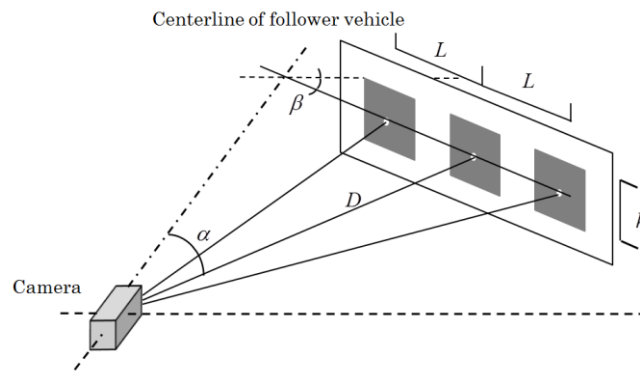 Centerline of follower vehicle
L
L
β
D
α
Camera